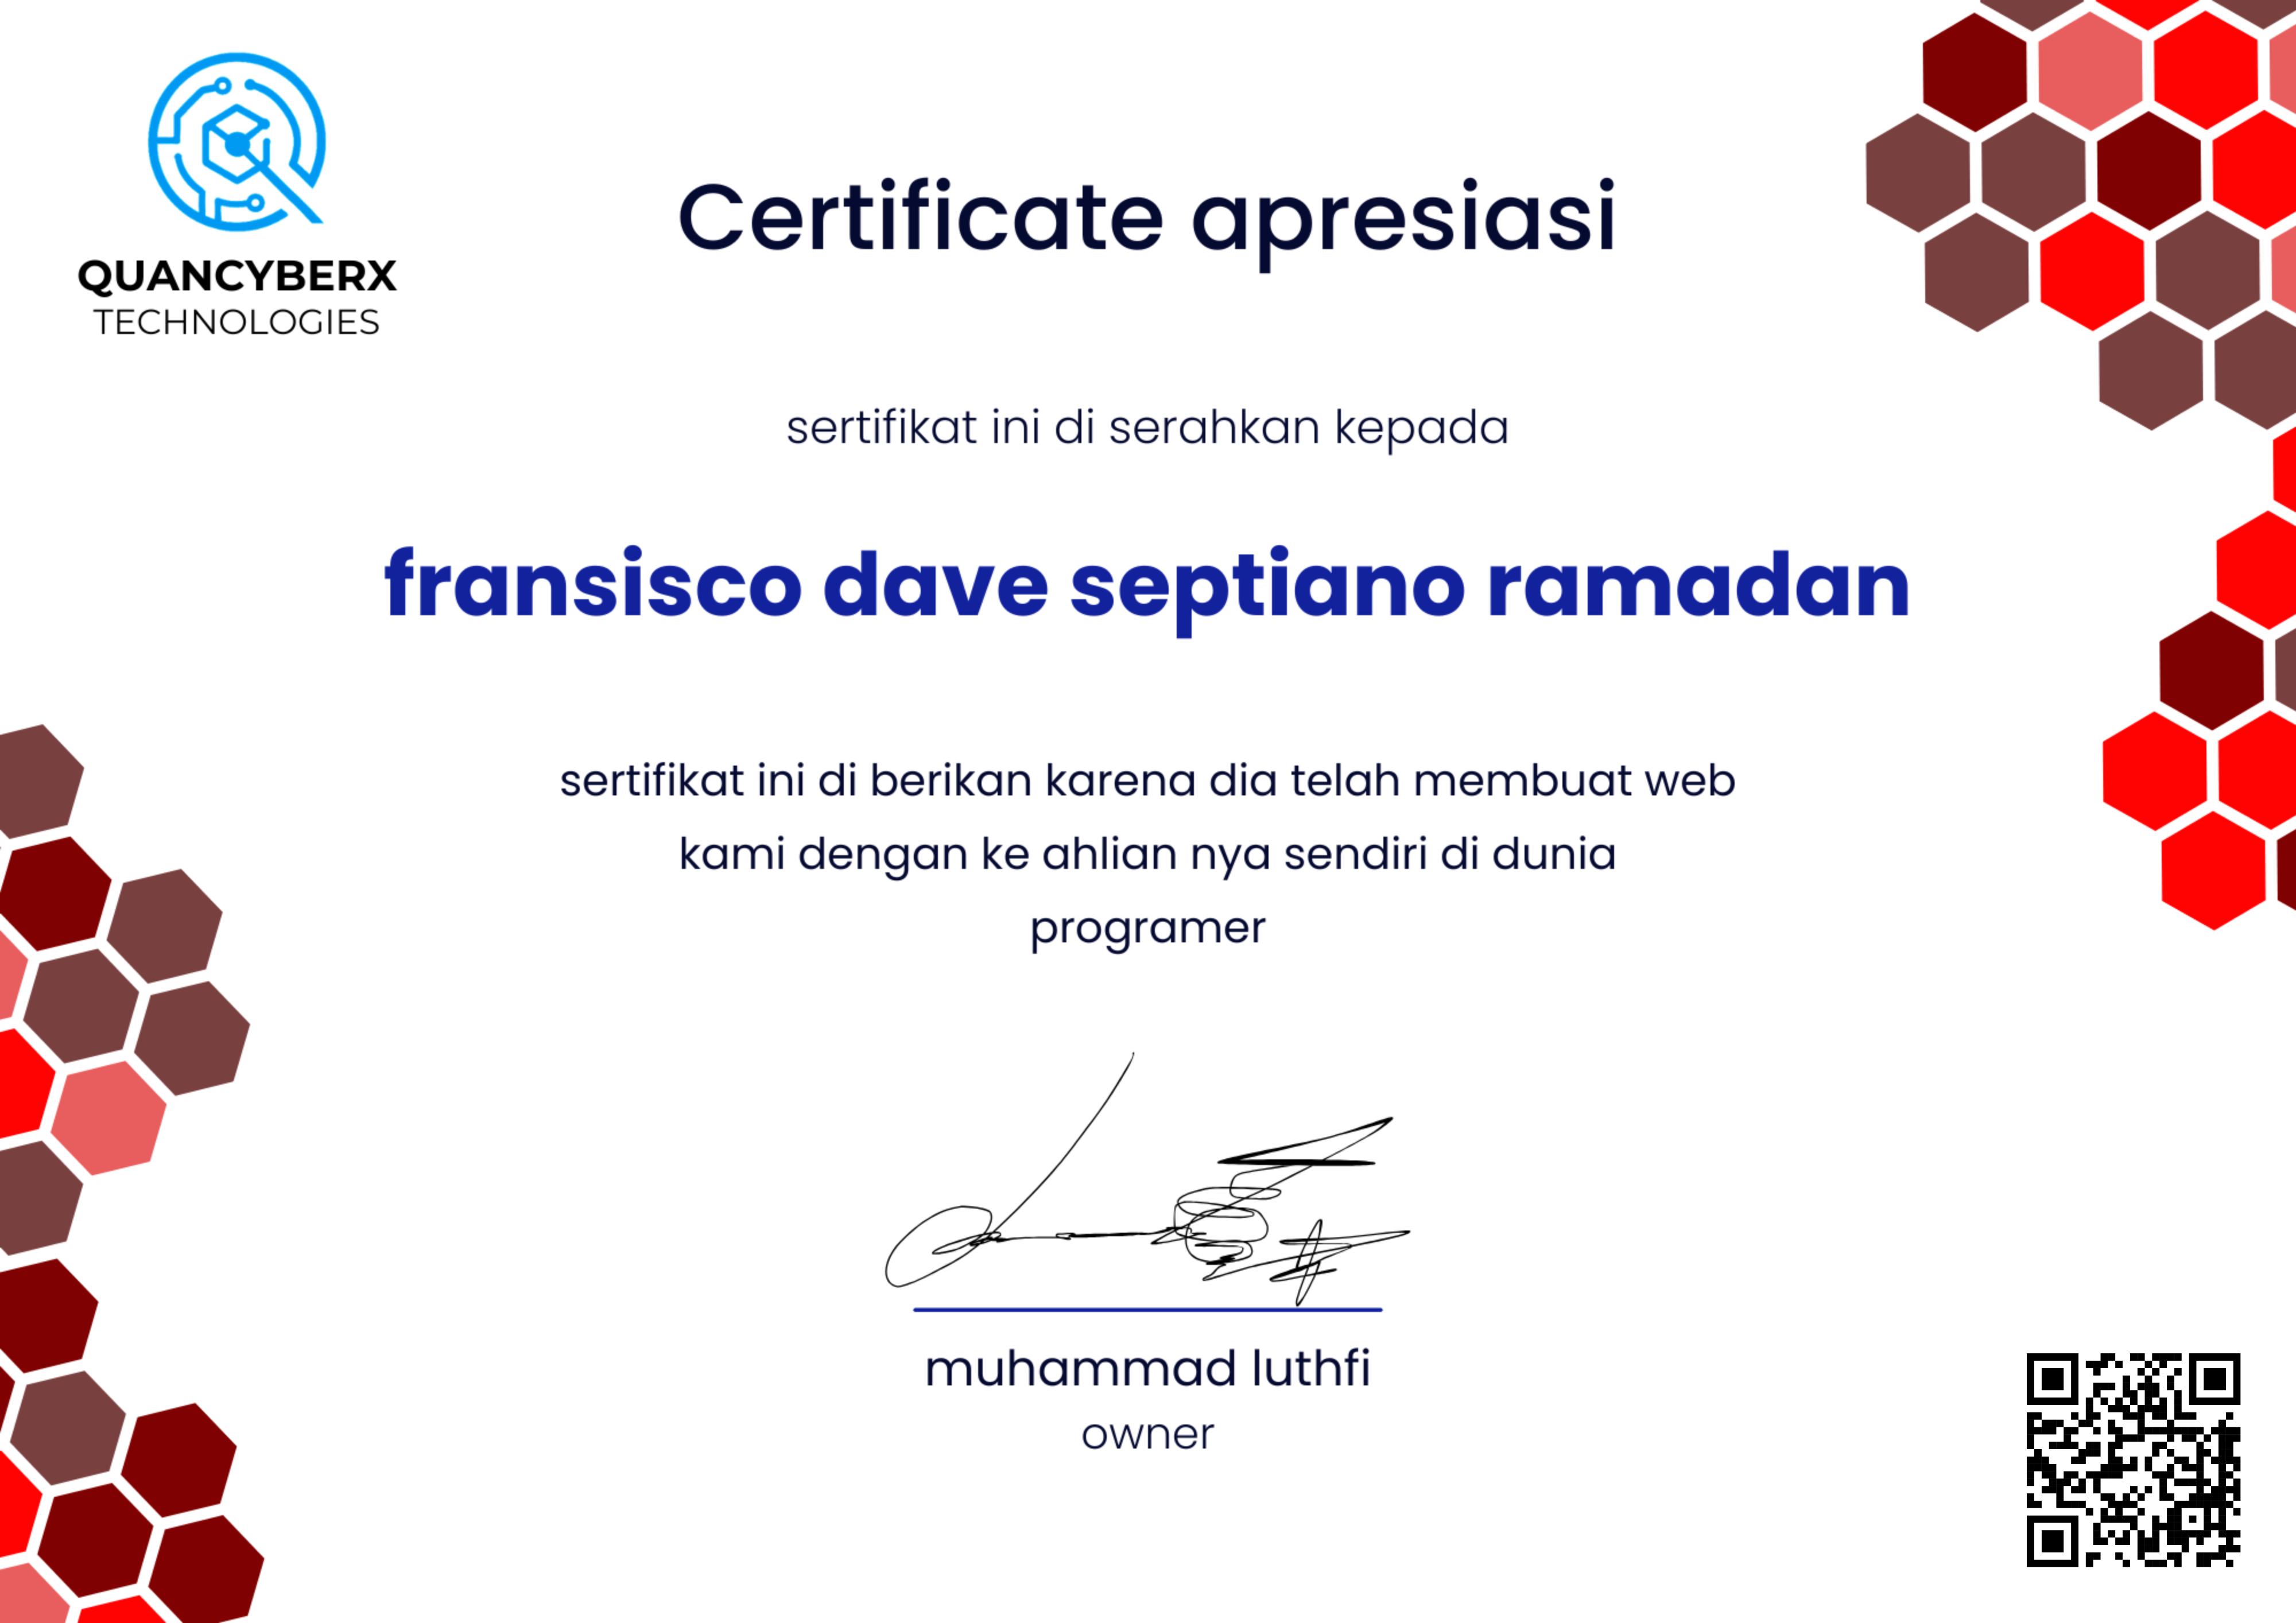 QUANCYBERX
TECHNOLOGIES
Certificate apresiasi
sertifikat ini di serahkan kepada
fransisco dave septiano ramadan
sertifikat ini di berikan karena dia telah membuat web
kami dengan ke ahlian nya sendiri di dunia
programer
muhammad luthfi
owner